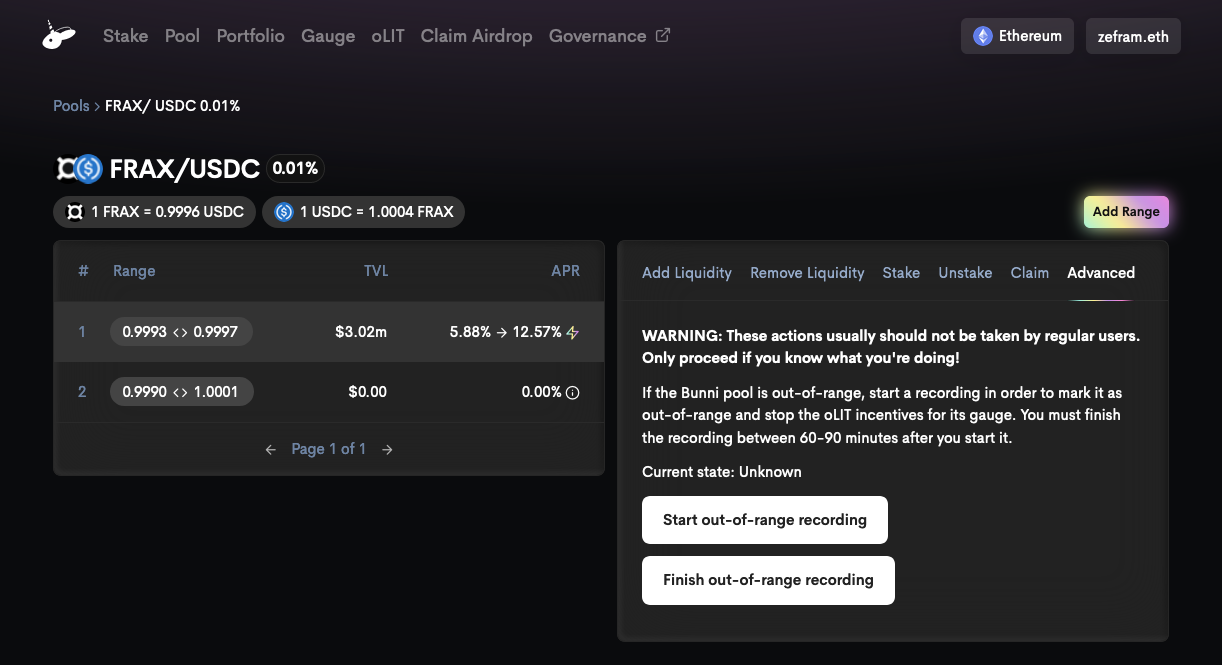 Stake Pool Portfolio Gauge oLIT Claim Airdrop Governance
Ethereum
zefram.eth
Pools > FRAX/ USDC 0.01%
FRAX/USDC 0.01%
1 FRAX = 0.9996 USDC
1 USDC = 1.0004 FRAX
Add Range
# Range TVL APR
1 0.9993 <> 0.9997 $3.02m 5.88% → 12.57%
2 0.9990 <> 1.0001 $0.00 0.00%
← Page 1 of 1 →
Add Liquidity Remove Liquidity Stake Unstake Claim Advanced
WARNING: These actions usually should not be taken by regular users.
Only proceed if you know what you're doing!
If the Bunni pool is out-of-range, start a recording in order to mark it as
out-of-range and stop the oLIT incentives for its gauge. You must finish
the recording between 60-90 minutes after you start it.
Current state: Unknown
Start out-of-range recording
Finish out-of-range recording